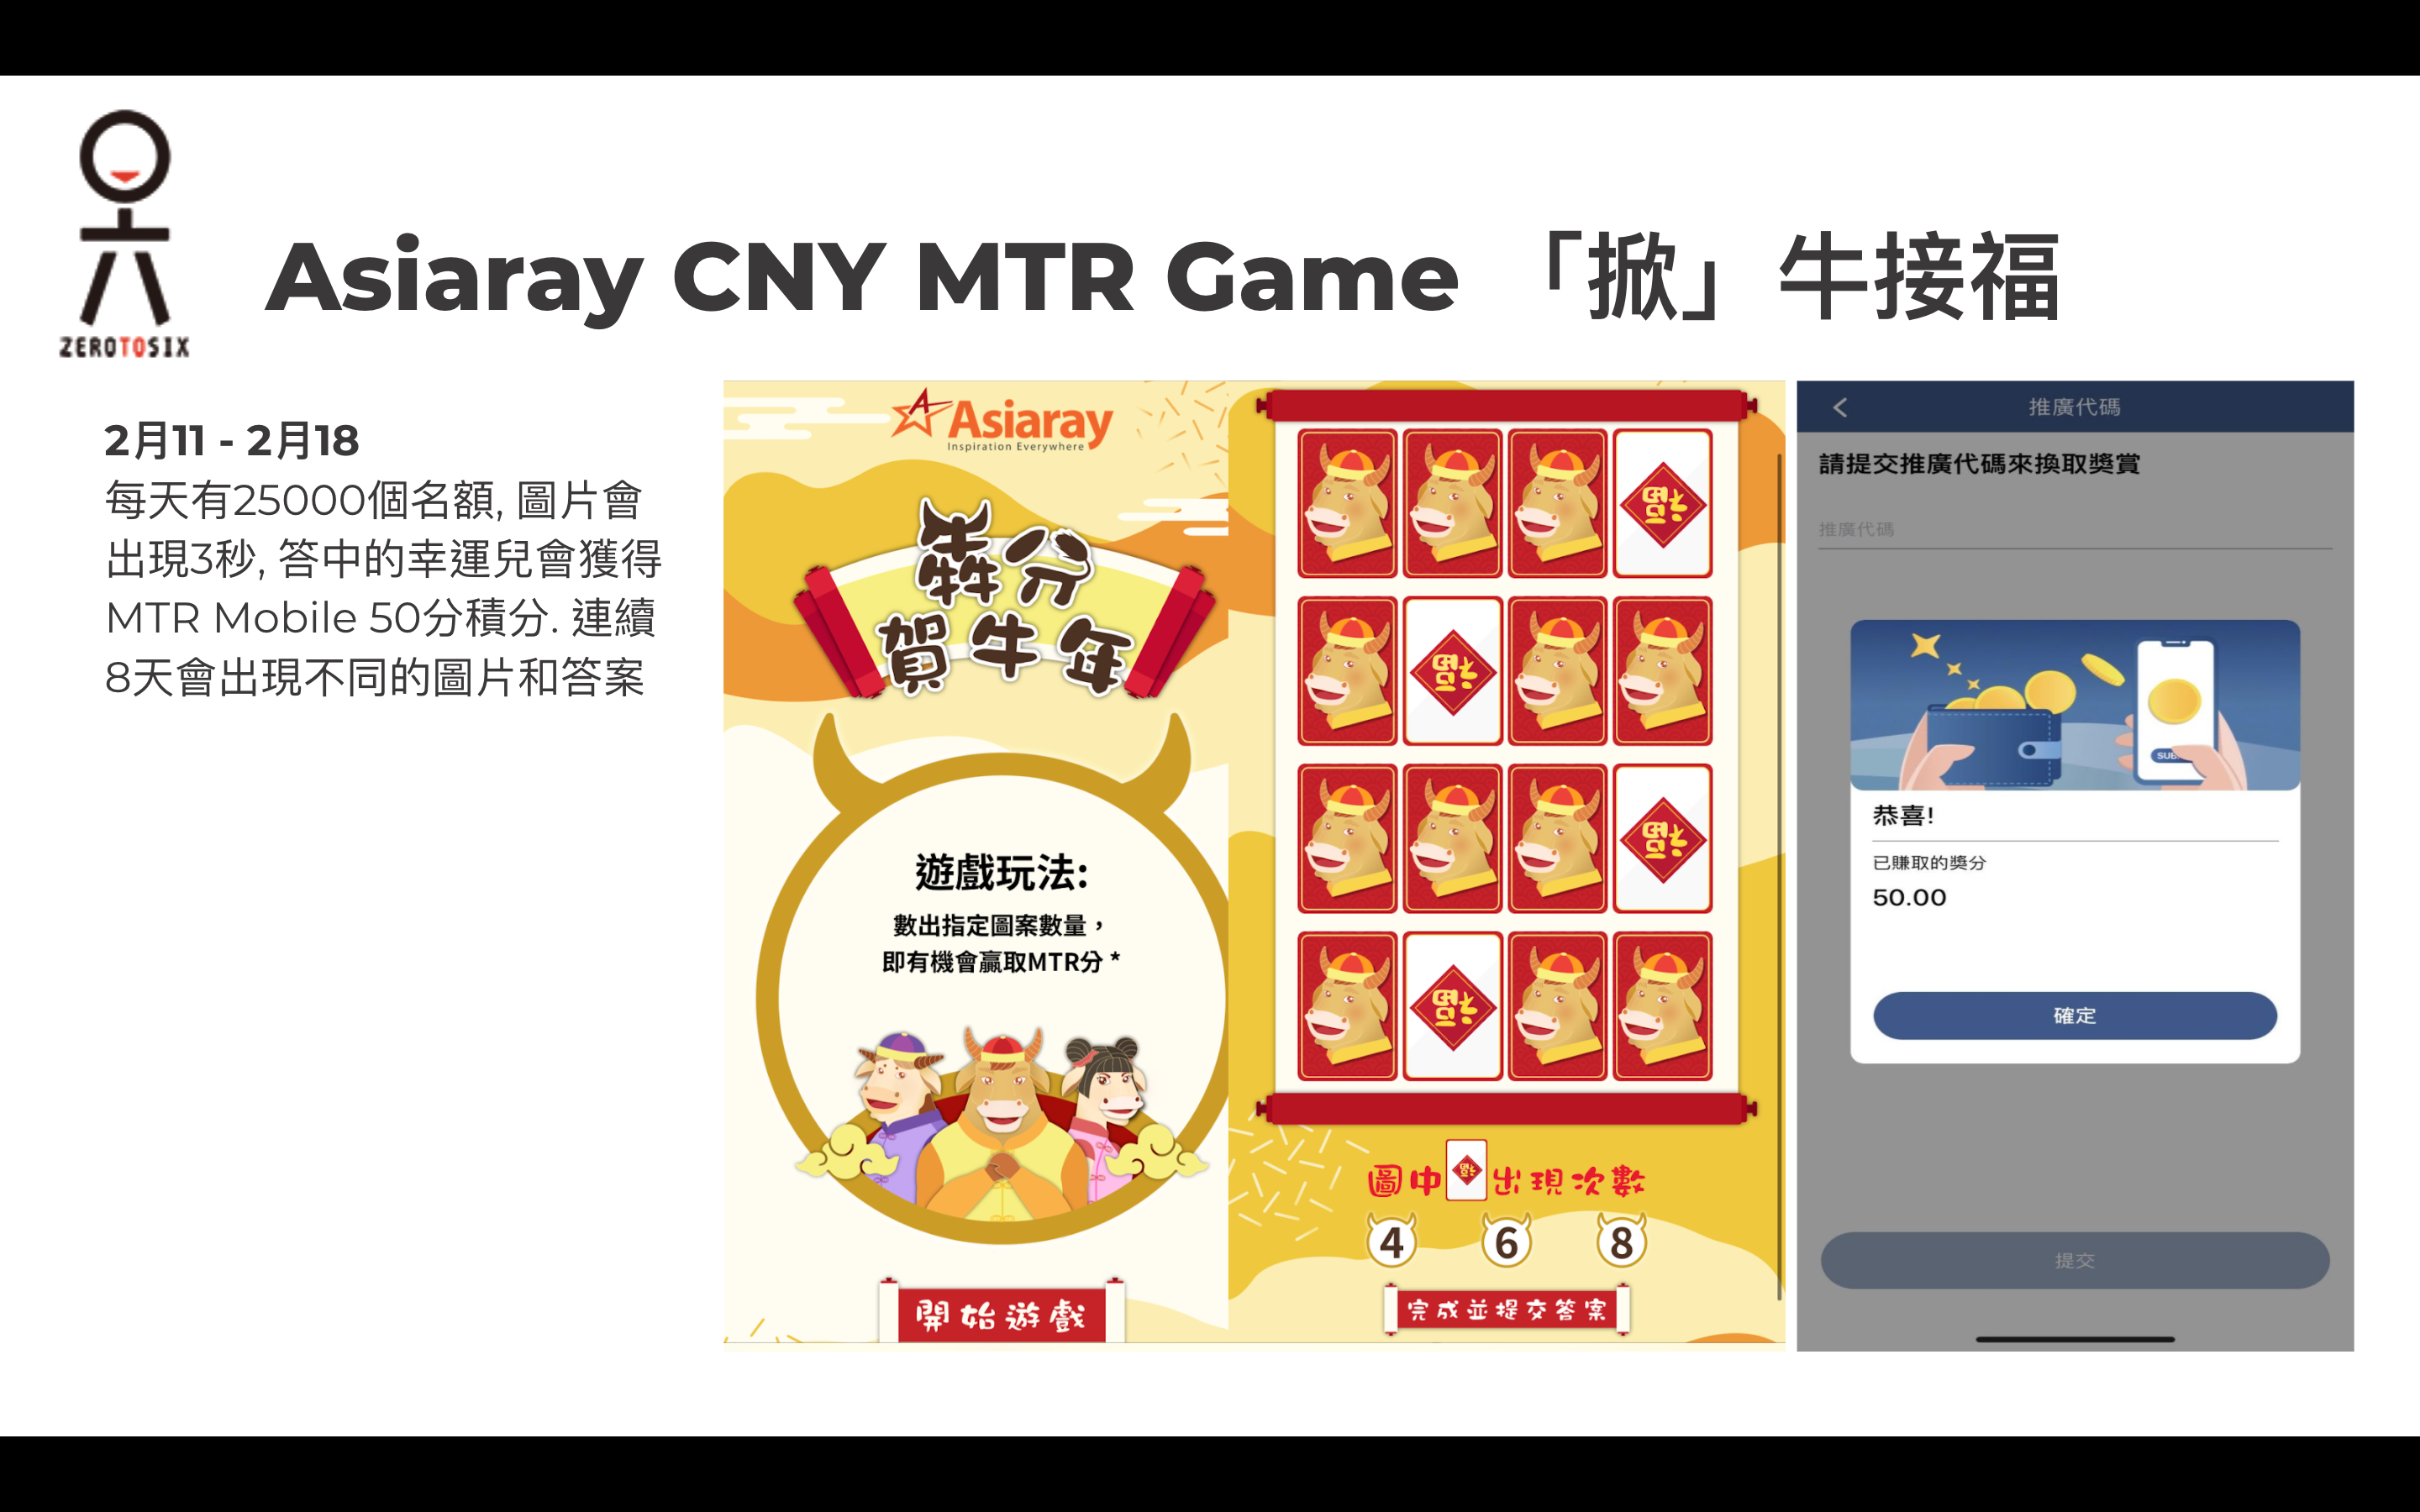 ZEROTOSIX
Asiaray CNY MTR Game 「掀」牛接福
2月11 - 2月18
每天有25000個名額, 圖片會
出現3秒, 答中的幸運兒會獲得
MTR Mobile 50分積分. 連續
8天會出現不同的圖片和答案
Asiaray
Inspiration Everywhere
犇分
賀牛年
遊戲玩法:
數出指定圖案數量，
即有機會贏取MTR分 *
開始遊戲
福
福
福
福
圖中福出現次數
4 6 8
完成並提交答案
推廣代碼
請提交推廣代碼來換取獎賞
推廣代碼
恭喜!
已賺取的獎分
50.00
確定
提交